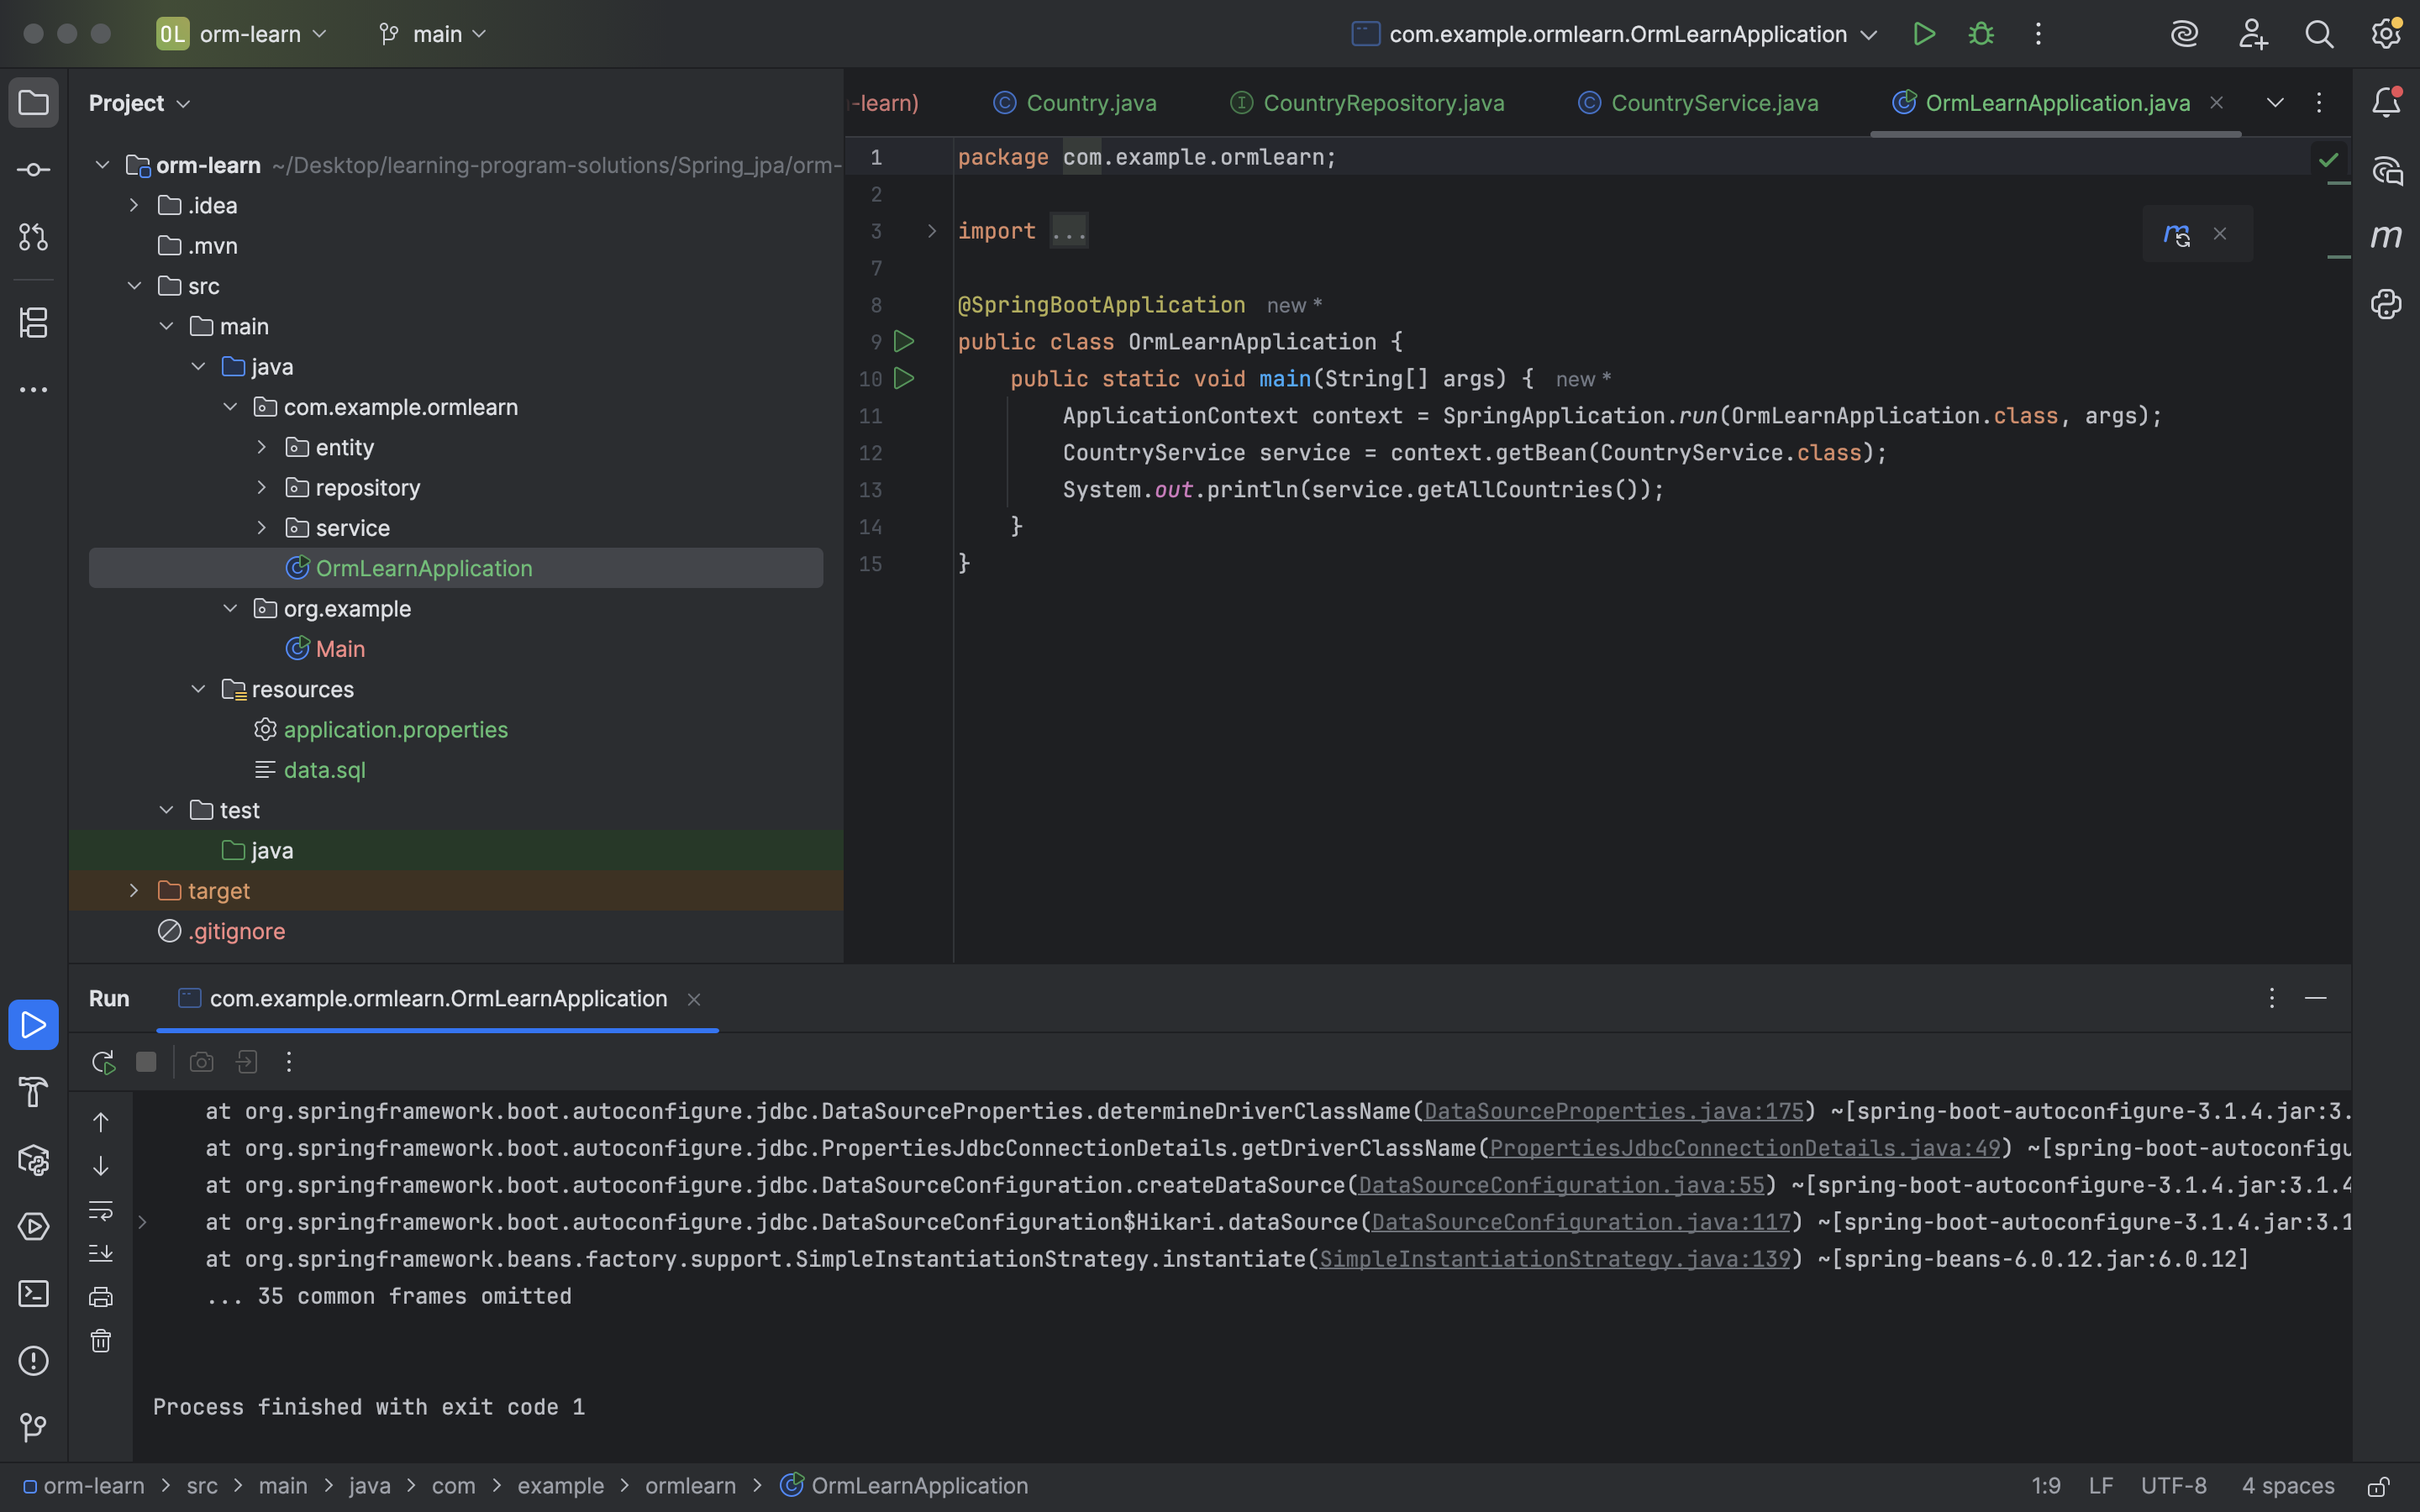 OL orm-learn main com.example.ormlearn.OrmLearnApplication
Project
-learn) Country.java CountryRepository.java CountryService.java OrmLearnApplication.java
orm-learn ~/Desktop/learning-program-solutions/Spring_jpa/orm-
.idea
.mvn
src
main
java
com.example.ormlearn
entity
repository
service
OrmLearnApplication
org.example
Main
resources
application.properties
data.sql
test
java
target
.gitignore
1 package com.example.ormlearn;
2
3 import ...
7
8 @SpringBootApplication new *
9 public class OrmLearnApplication {
10 public static void main(String[] args) { new *
11 ApplicationContext context = SpringApplication.run(OrmLearnApplication.class, args);
12 CountryService service = context.getBean(CountryService.class);
13 System.out.println(service.getAllCountries());
14 }
15 }
Run com.example.ormlearn.OrmLearnApplication
at org.springframework.boot.autoconfigure.jdbc.DataSourceProperties.determineDriverClassName(DataSourceProperties.java:175) ~[spring-boot-autoconfigure-3.1.4.jar:3.
at org.springframework.boot.autoconfigure.jdbc.PropertiesJdbcConnectionDetails.getDriverClassName(PropertiesJdbcConnectionDetails.java:49) ~[spring-boot-autoconfigu
at org.springframework.boot.autoconfigure.jdbc.DataSourceConfiguration.createDataSource(DataSourceConfiguration.java:55) ~[spring-boot-autoconfigure-3.1.4.jar:3.1.4
at org.springframework.boot.autoconfigure.jdbc.DataSourceConfiguration$Hikari.dataSource(DataSourceConfiguration.java:117) ~[spring-boot-autoconfigure-3.1.4.jar:3.1
at org.springframework.beans.factory.support.SimpleInstantiationStrategy.instantiate(SimpleInstantiationStrategy.java:139) ~[spring-beans-6.0.12.jar:6.0.12]
... 35 common frames omitted
Process finished with exit code 1
orm-learn > src > main > java > com > example > ormlearn > OrmLearnApplication 1:9 LF UTF-8 4 spaces